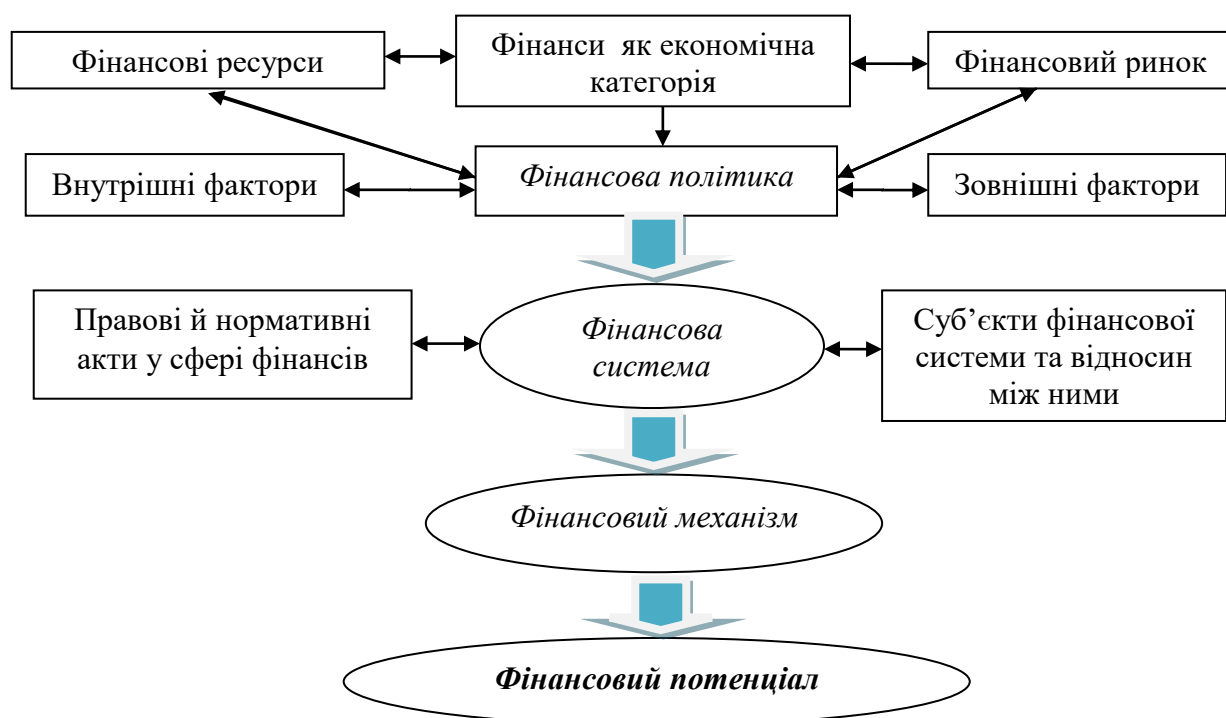 Фінансові ресурси
Фінанси як економічна
категорія
Фінансовий ринок
Внутрішні фактори
Фінансова політика
Зовнішні фактори
Правові й нормативні
акти у сфері фінансів
Фінансова
система
Суб’єкти фінансової
системи та відносин
між ними
Фінансовий механізм
Фінансовий потенціал